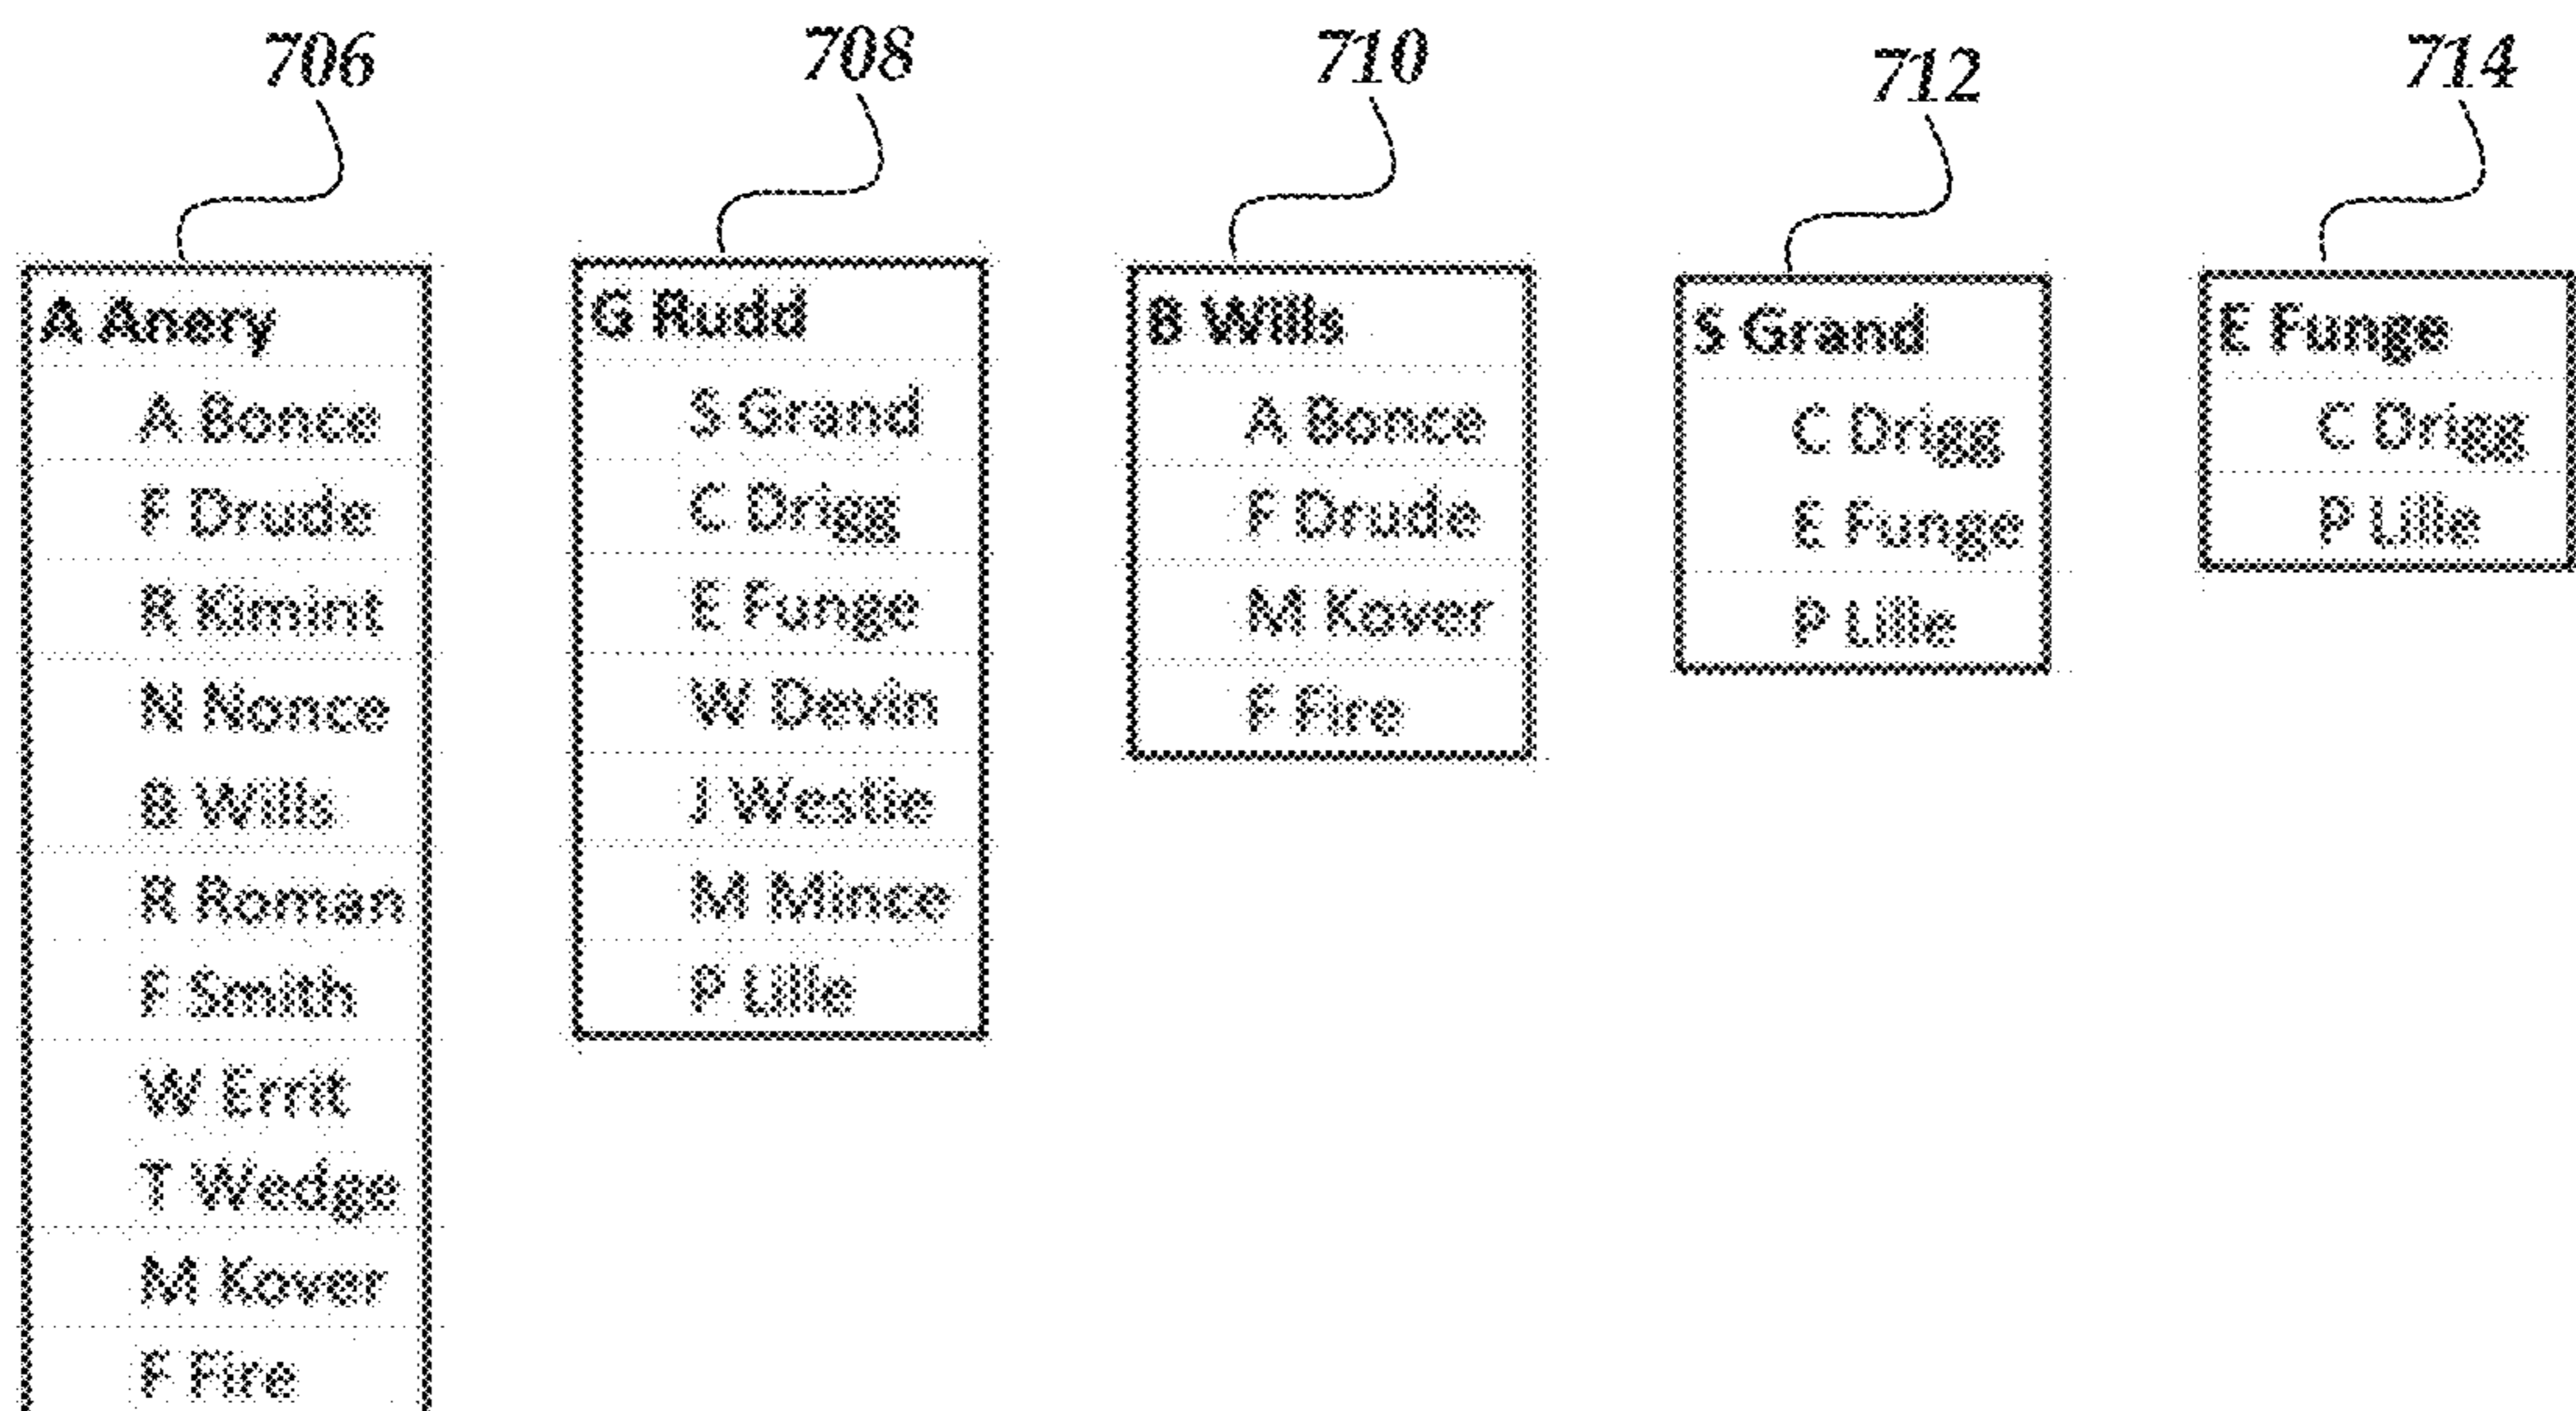 706
708
710
712
714
A Anery
A Bonce
F Drude
R Kimint
N Nonce
B Wills
R Roman
F Smith
W Errit
T Wedge
M Kover
F Fire
G Rudd
S Grand
C Drigg
E Funge
W Devin
J Westie
M Mince
P Lille
B Wills
A Bonce
F Drude
M Kover
F Fire
S Grand
C Drigg
E Funge
P Lille
E Funge
C Drigg
P Lille